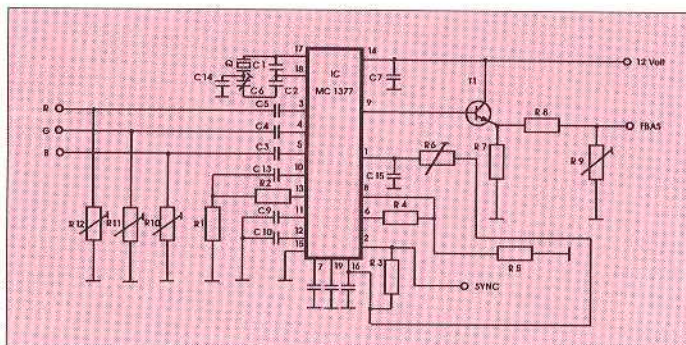 17
14
12 Volt
Q
C1
IC
MC 1377
C7
T1
C14
18
C6
C2
R
C5
3
9
R8
FBAS
G
C4
4
B
C3
5
1
R6
R7
R9
C13
10
C15
R2
13
8
R12
R11
R10
R1
C9
11
6
R4
C10
12
2
R5
15
7
19
16
R3
SYNC